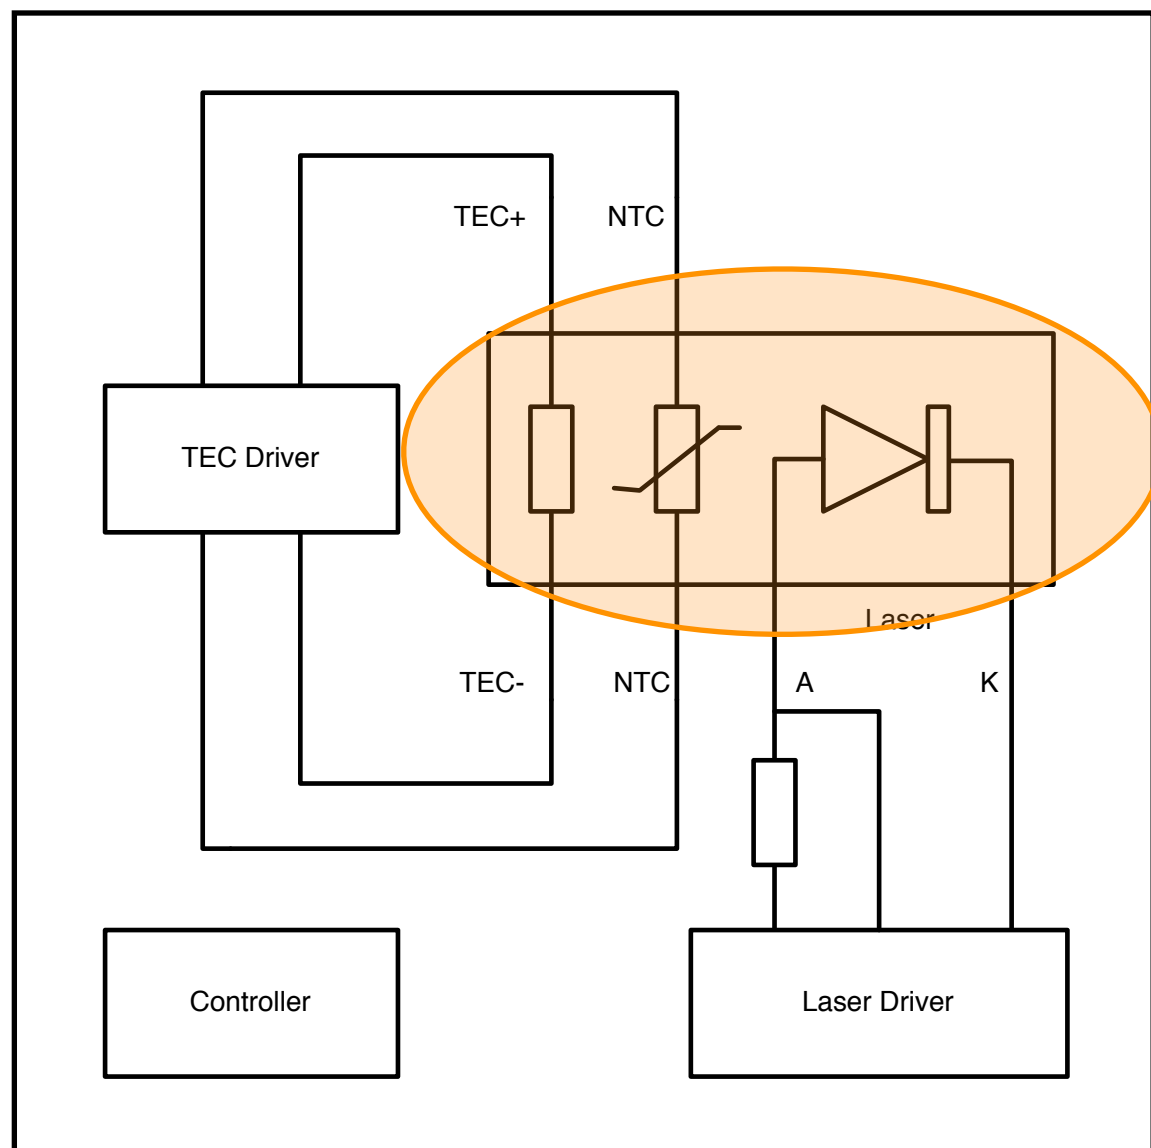 TEC+ NTC
TEC Driver
Laser
TEC- NTC A K
Controller
Laser Driver